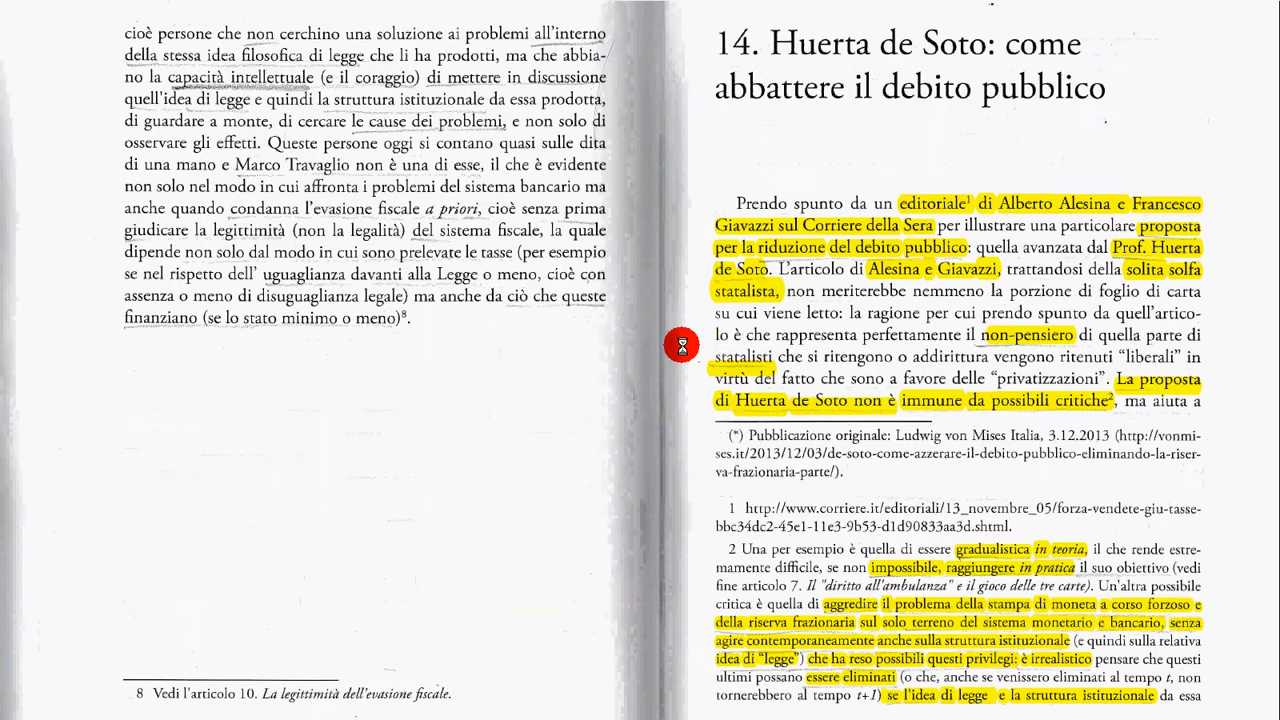 cioè persone che non cerchino una soluzione ai problemi all'interno
della stessa idea filosofica di legge che li ha prodotti, ma che abbia-
no la capacità intellettuale (e il coraggio) di mettere in discussione
quell'idea di legge e quindi la struttura istituzionale da essa prodotta,
di guardare a monte, di cercare le cause dei problemi, e non solo di
osservare gli effetti. Queste persone oggi si contano quasi sulle dita
di una mano e Marco Travaglio non è una di esse, il che è evidente
non solo nel modo in cui affronta i problemi del sistema bancario ma
anche quando condanna l'evasione fiscale a priori, cioè senza prima
giudicare la legittimità (non la legalità) del sistema fiscale, la quale
dipende non solo dal modo in cui sono prelevate le tasse (per esempio
se nel rispetto dell' uguaglianza davanti alla Legge o meno, cioè con
assenza o meno di disuguaglianza legale) ma anche da ciò che queste
finanziano (se lo stato minimo o meno)⁸.
8 Vedi l'articolo 10. La legittimità dell'evasione fiscale.
14. Huerta de Soto: come
abbattere il debito pubblico
Prendo spunto da un editoriale¹ di Alberto Alesina e Francesco
Giavazzi sul Corriere della Sera per illustrare una particolare proposta
per la riduzione del debito pubblico: quella avanzata dal Prof. Huerta
de Soto. L'articolo di Alesina e Giavazzi, trattandosi della solita solfa
statalista, non meriterebbe nemmeno la porzione di foglio di carta
su cui viene letto: la ragione per cui prendo spunto da quell'artico-
lo è che rappresenta perfettamente il non-pensiero di quella parte di
statalisti che si ritengono o addirittura vengono ritenuti “liberali” in
virtù del fatto che sono a favore delle “privatizzazioni”. La proposta
di Huerta de Soto non è immune da possibili critiche², ma aiuta a
(*) Pubblicazione originale: Ludwig von Mises Italia, 3.12.2013 (http://vonmi-
ses.it/2013/12/03/de-soto-come-azzerare-il-debito-pubblico-eliminando-la-riser-
va-frazionaria-parte/).
1 http://www.corriere.it/editoriali/13_novembre_05/forza-vendete-giu-tasse-
bbc34dc2-45e1-11e3-9b53-d1d90833aa3d.shtml.
2 Una per esempio è quella di essere gradualistica in teoria, il che rende estre-
mamente difficile, se non impossibile, raggiungere in pratica il suo obiettivo (vedi
fine articolo 7. Il "diritto all'ambulanza" e il gioco delle tre carte). Un'altra possibile
critica è quella di aggredire il problema della stampa di moneta a corso forzoso e
della riserva frazionaria sul solo terreno del sistema monetario e bancario, senza
agire contemporaneamente anche sulla struttura istituzionale (e quindi sulla relativa
idea di “legge”) che ha reso possibili questi privilegi: è irrealistico pensare che questi
ultimi possano essere eliminati (o che, anche se venissero eliminati al tempo t, non
tornerebbero al tempo t+1) se l'idea di legge e la struttura istituzionale da essa